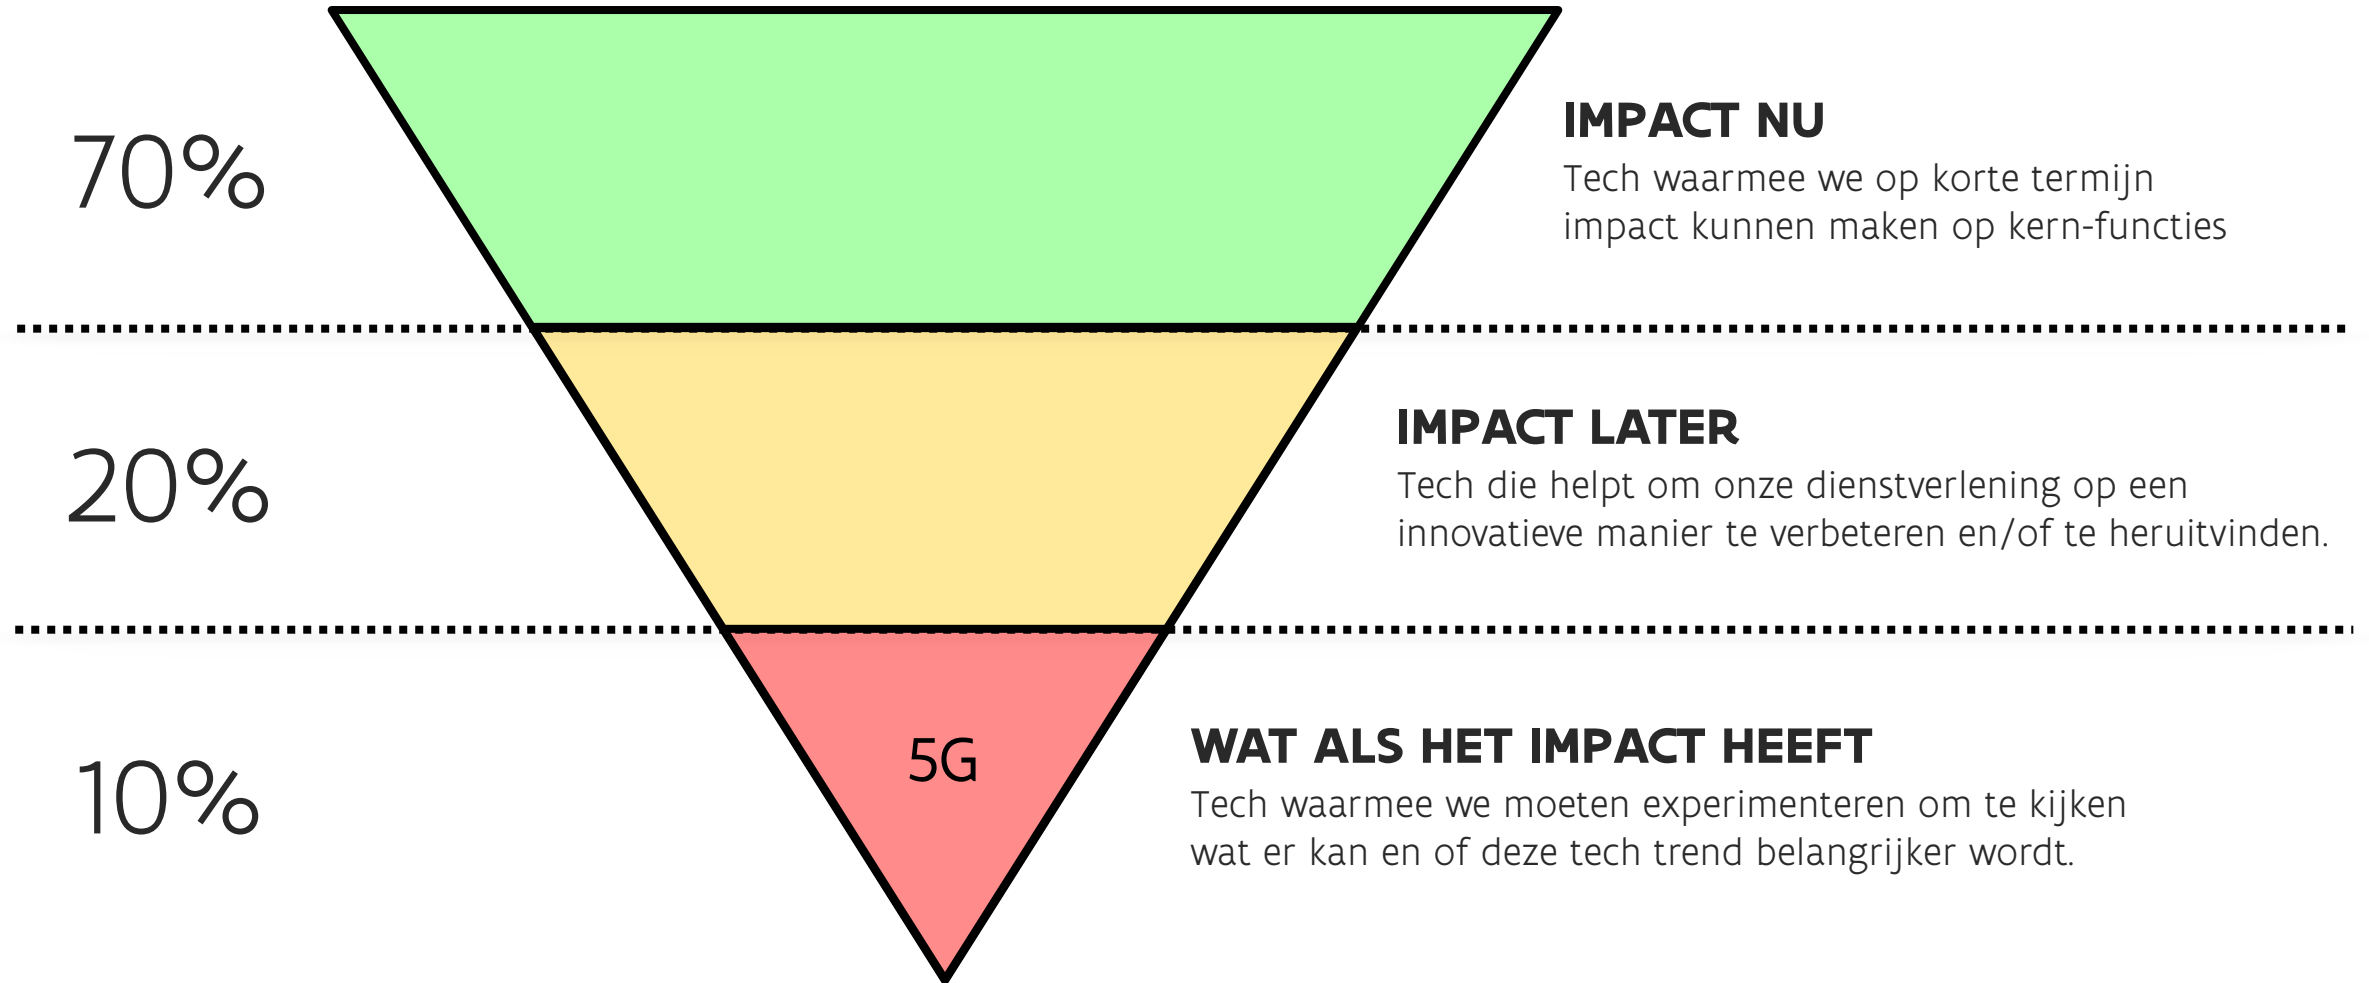 70%
IMPACT NU
Tech waarmee we op korte termijn
impact kunnen maken op kern-functies
20%
IMPACT LATER
Tech die helpt om onze dienstverlening op een
innovatieve manier te verbeteren en/of te heruitvinden.
10%
5G
WAT ALS HET IMPACT HEEFT
Tech waarmee we moeten experimenteren om te kijken
wat er kan en of deze tech trend belangrijker wordt.